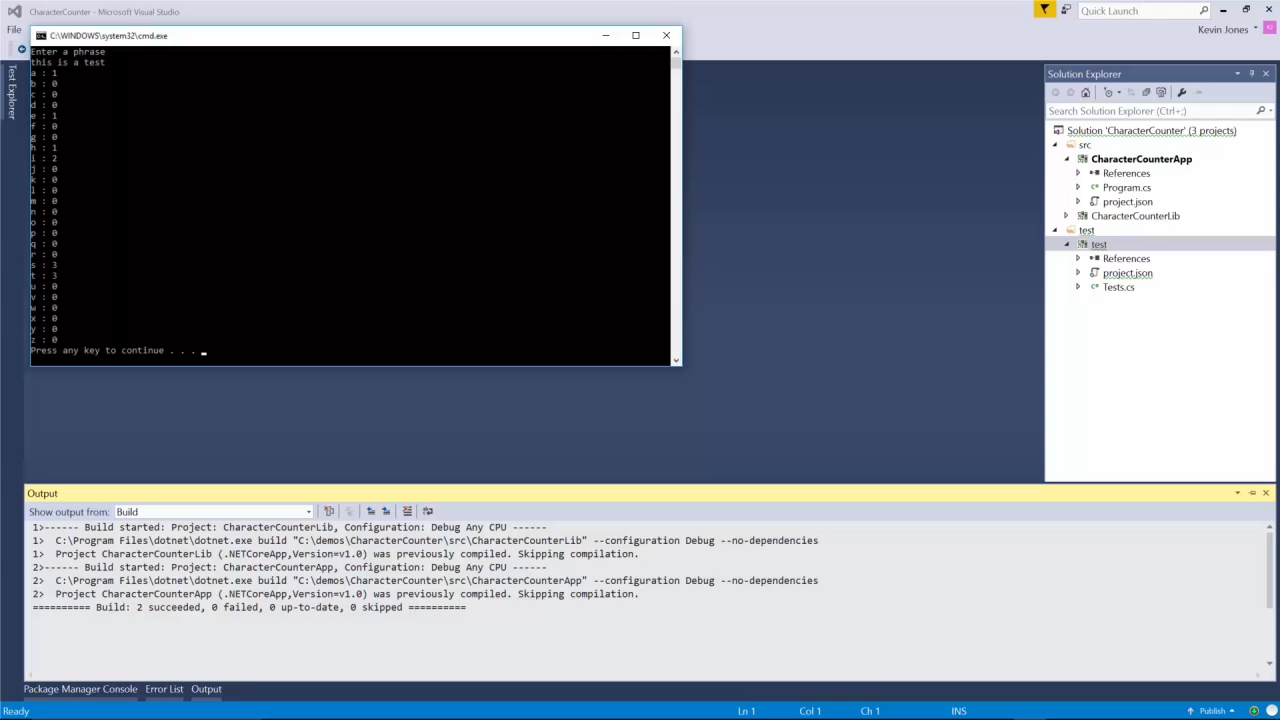 CharacterCounter - Microsoft Visual Studio
Quick Launch
File
Kevin Jones
KJ
Test Explorer
C:\WINDOWS\system32\cmd.exe
Enter a phrase
this is a test
a : 1
b : 0
c : 0
d : 0
e : 1
f : 0
g : 0
h : 1
i : 2
j : 0
k : 0
l : 0
m : 0
n : 0
o : 0
p : 0
q : 0
r : 0
s : 3
t : 3
u : 0
v : 0
w : 0
x : 0
y : 0
z : 0
Press any key to continue . . .
Solution Explorer
Search Solution Explorer (Ctrl+;)
Solution 'CharacterCounter' (3 projects)
src
CharacterCounterApp
References
Program.cs
project.json
CharacterCounterLib
test
test
References
project.json
Tests.cs
Output
Show output from: Build
1>------ Build started: Project: CharacterCounterLib, Configuration: Debug Any CPU ------
1>  C:\Program Files\dotnet\dotnet.exe build "C:\demos\CharacterCounter\src\CharacterCounterLib" --configuration Debug --no-dependencies
1>  Project CharacterCounterLib (.NETCoreApp,Version=v1.0) was previously compiled. Skipping compilation.
2>------ Build started: Project: CharacterCounterApp, Configuration: Debug Any CPU ------
2>  C:\Program Files\dotnet\dotnet.exe build "C:\demos\CharacterCounter\src\CharacterCounterApp" --configuration Debug --no-dependencies
2>  Project CharacterCounterApp (.NETCoreApp,Version=v1.0) was previously compiled. Skipping compilation.
========== Build: 2 succeeded, 0 failed, 0 up-to-date, 0 skipped ==========
Package Manager Console Error List Output
Ready Ln 1 Col 1 Ch 1 INS Publish